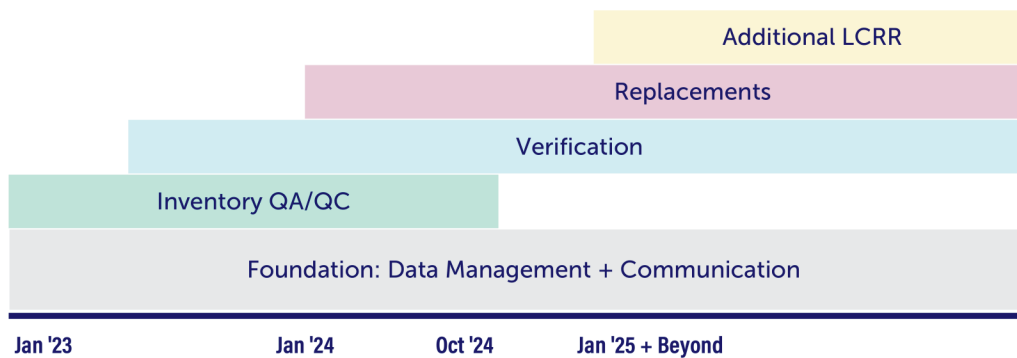 Additional LCRR
Replacements
Verification
Inventory QA/QC
Foundation: Data Management + Communication
Jan '23 Jan '24 Oct '24 Jan '25 + Beyond